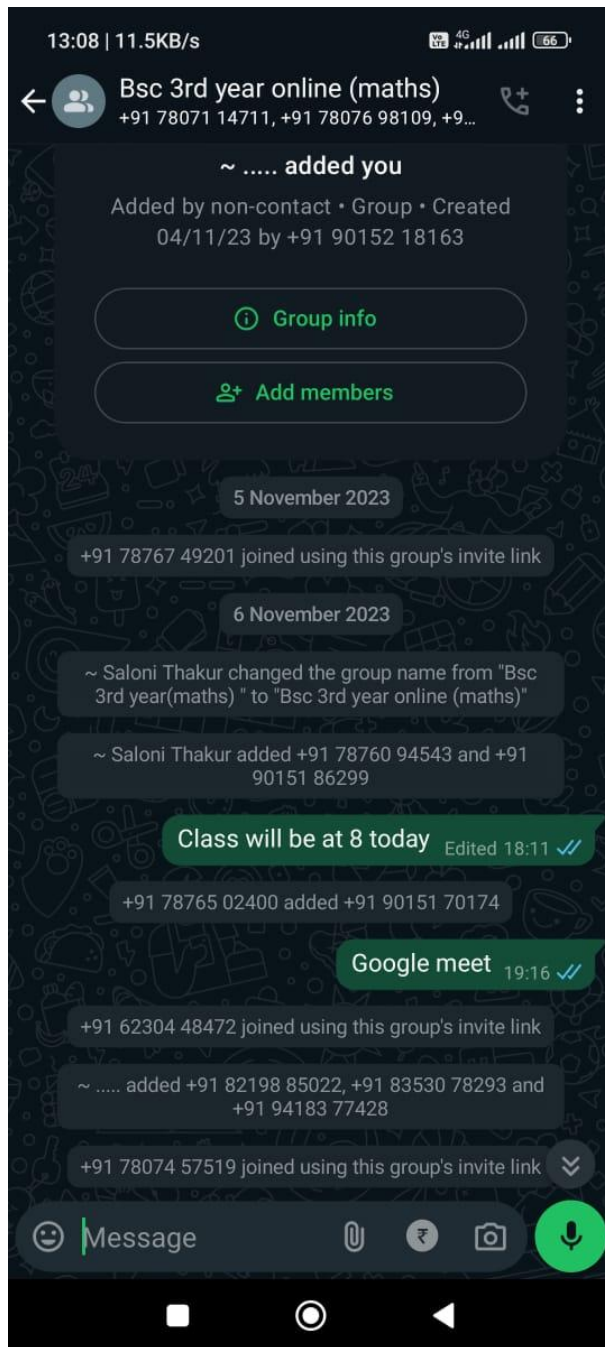 13:08 | 11.5KB/s
Vo LTE 4G 66
Bsc 3rd year online (maths)
+91 78071 14711, +91 78076 98109, +9...
~ ..... added you
Added by non-contact • Group • Created
04/11/23 by +91 90152 18163
Group info
Add members
5 November 2023
+91 78767 49201 joined using this group's invite link
6 November 2023
~ Saloni Thakur changed the group name from "Bsc
3rd year(maths) " to "Bsc 3rd year online (maths)"
~ Saloni Thakur added +91 78760 94543 and +91
90151 86299
Class will be at 8 today Edited 18:11
+91 78765 02400 added +91 90151 70174
Google meet 19:16
+91 62304 48472 joined using this group's invite link
~ ..... added +91 82198 85022, +91 83530 78293 and
+91 94183 77428
+91 78074 57519 joined using this group's invite link
Message ₹